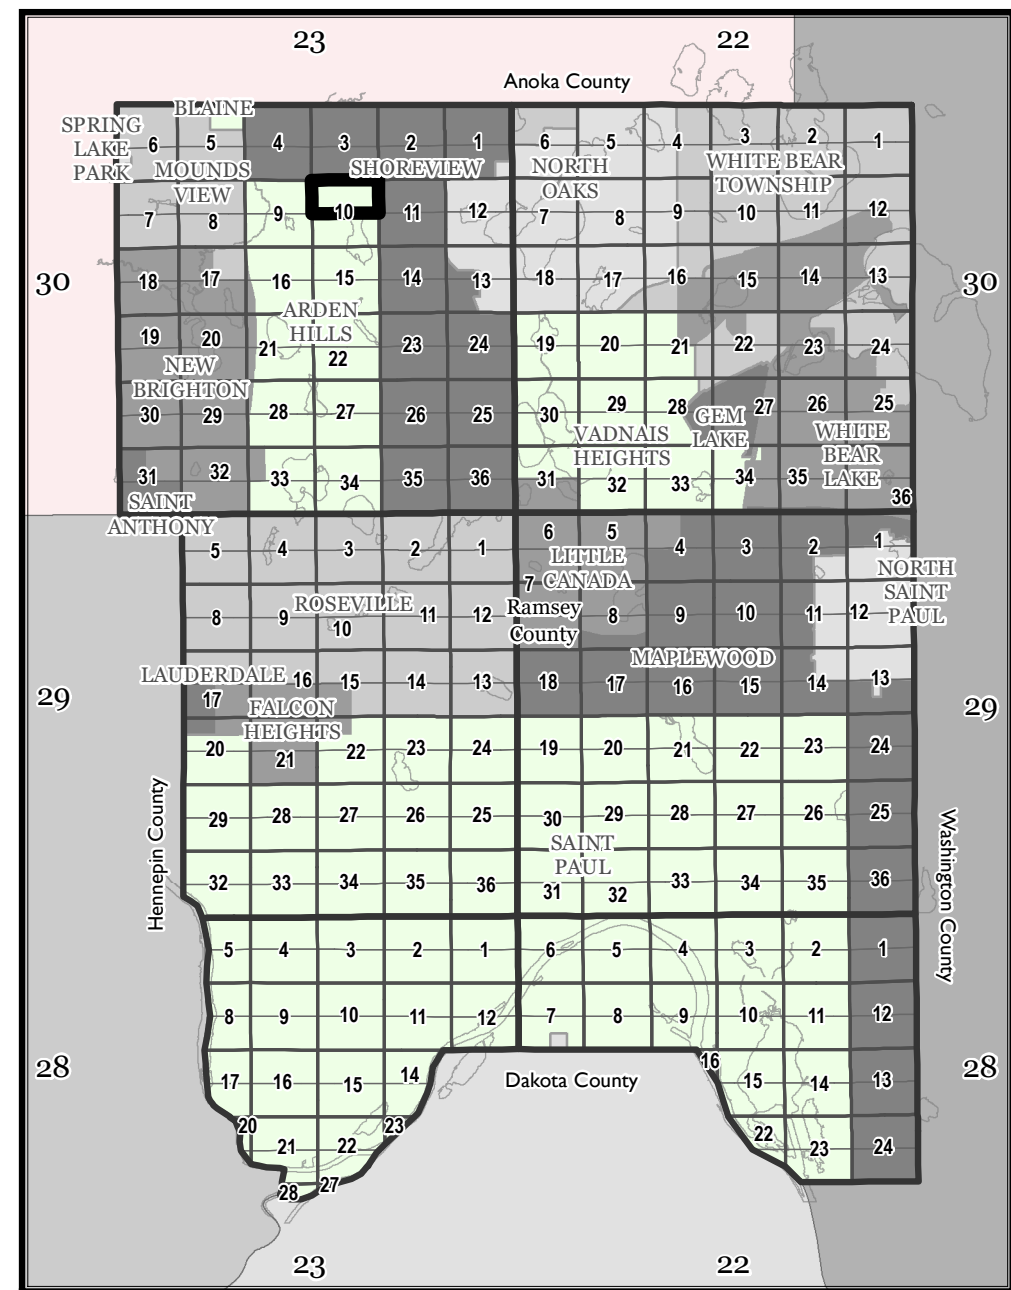 23 22
Anoka County
BLAINE
SPRING
LAKE
PARK
6 5 4 3 2 1 6 5 4 3 2 1
MOUNDS
VIEW
SHOREVIEW
NORTH
OAKS
WHITE BEAR
TOWNSHIP
7 8 9 10 11 12 7 8 9 10 11 12
30 18 17 16 15 14 13 18 17 16 15 14 13 30
ARDEN
HILLS
19 20 21 22 23 24 19 20 21 22 23 24
NEW
BRIGHTON
30 29 28 27 26 25 30 29 28 27 26 25
GEM
LAKE
VADNAIS
HEIGHTS
WHITE
BEAR
LAKE
31 32 33 34 35 36 31 32 33 34 35 36
SAINT
ANTHONY
5 4 3 2 1 6 5 4 3 2 1
LITTLE
CANADA
NORTH
SAINT
PAUL
8 9 10 11 12 7 8 9 10 11 12
ROSEVILLE
Ramsey
County
MAPLEWOOD
LAUDERDALE
17 16 15 14 13 18 17 16 15 14 13
29 29
FALCON
HEIGHTS
20 21 22 23 24 19 20 21 22 23 24
29 28 27 26 25 30 29 28 27 26 25
Hennepin County
Washington County
SAINT
PAUL
32 33 34 35 36 31 32 33 34 35 36
5 4 3 2 1 6 5 4 3 2 1
8 9 10 11 12 7 8 9 10 11 12
28 17 16 15 14 16 15 14 13 28
Dakota County
20 21 22 23 22 23 24
28 27
23 22